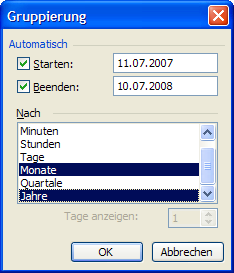 Gruppierung
Automatisch
Starten: 11.07.2007
Beenden: 10.07.2008
Nach
Minuten
Stunden
Tage
Monate
Quartale
Jahre
Tage anzeigen: 1
OK Abbrechen